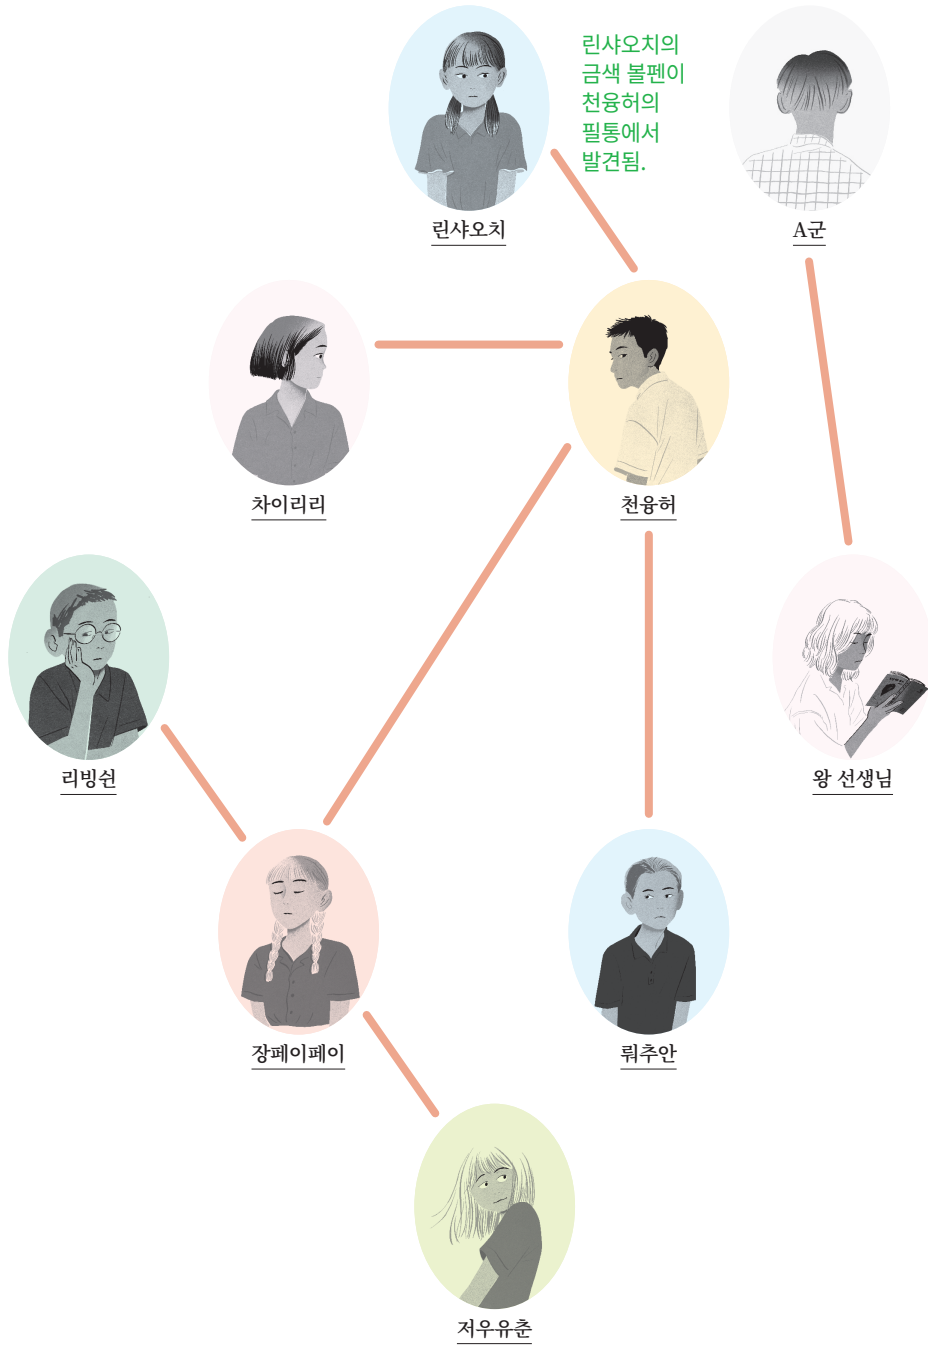 린샤오치의
금색 볼펜이
천융허의
필통에서
발견됨.
린샤오치
A군
차이리리
천융허
리빙쉰
왕 선생님
장페이페이
뤄추안
저우유춘